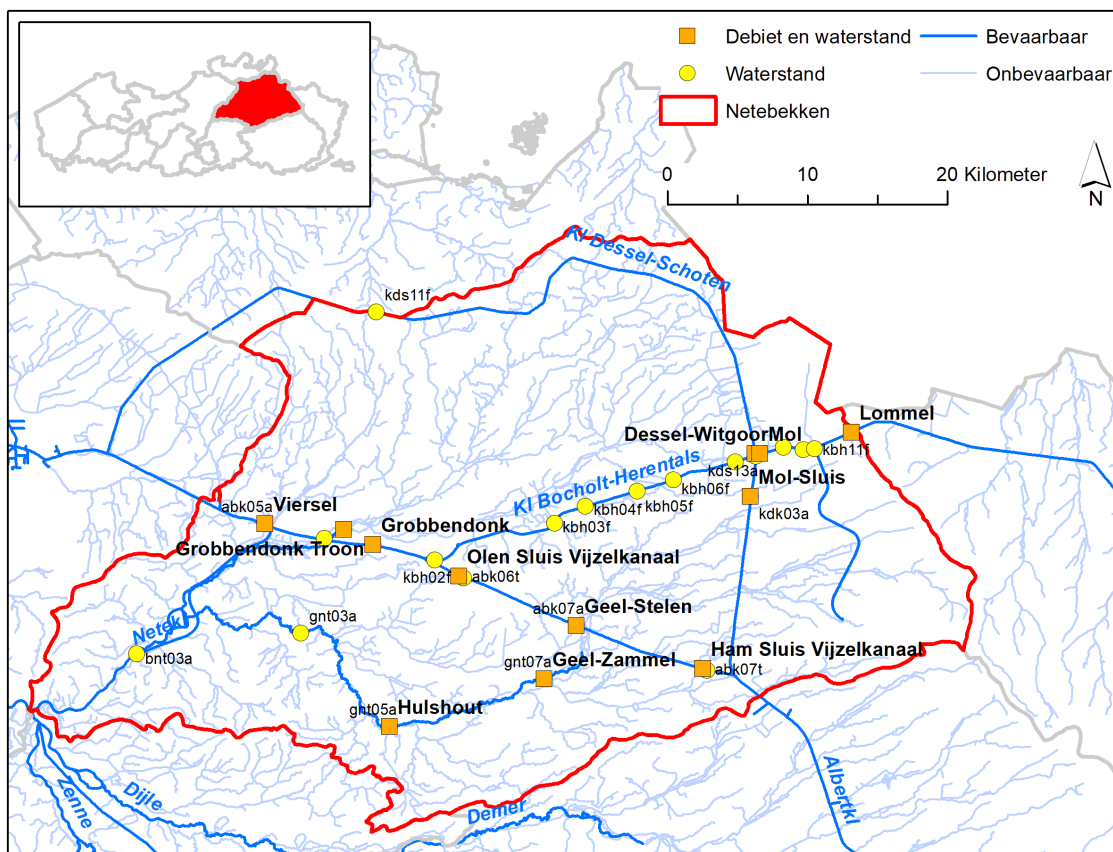 Debiet en waterstand
Bevaarbaar
Waterstand
Onbevaarbaar
Netebekken
0 10 20 Kilometer
N
Kl Dessel-Schoten
kds11f
Lommel
Dessel-Witgoor
Mol
kbh11f
kds13a
Mol-Sluis
Kl Bocholt-Herentals
kbh06f
kbh05f
kdk03a
abk05a
Viersel
kbh04f
Grobbendonk
kbh03f
Grobbendonk Troon
Olen Sluis Vijzelkanaal
kbh02f
abk06t
abk07a
Geel-Stelen
gnt03a
Netekl
bnt03a
Ham Sluis Vijzelkanaal
gnt07a
Geel-Zammel
abk07t
gnt05a
Hulshout
Albertkl
Dijle
Zenne
Demer